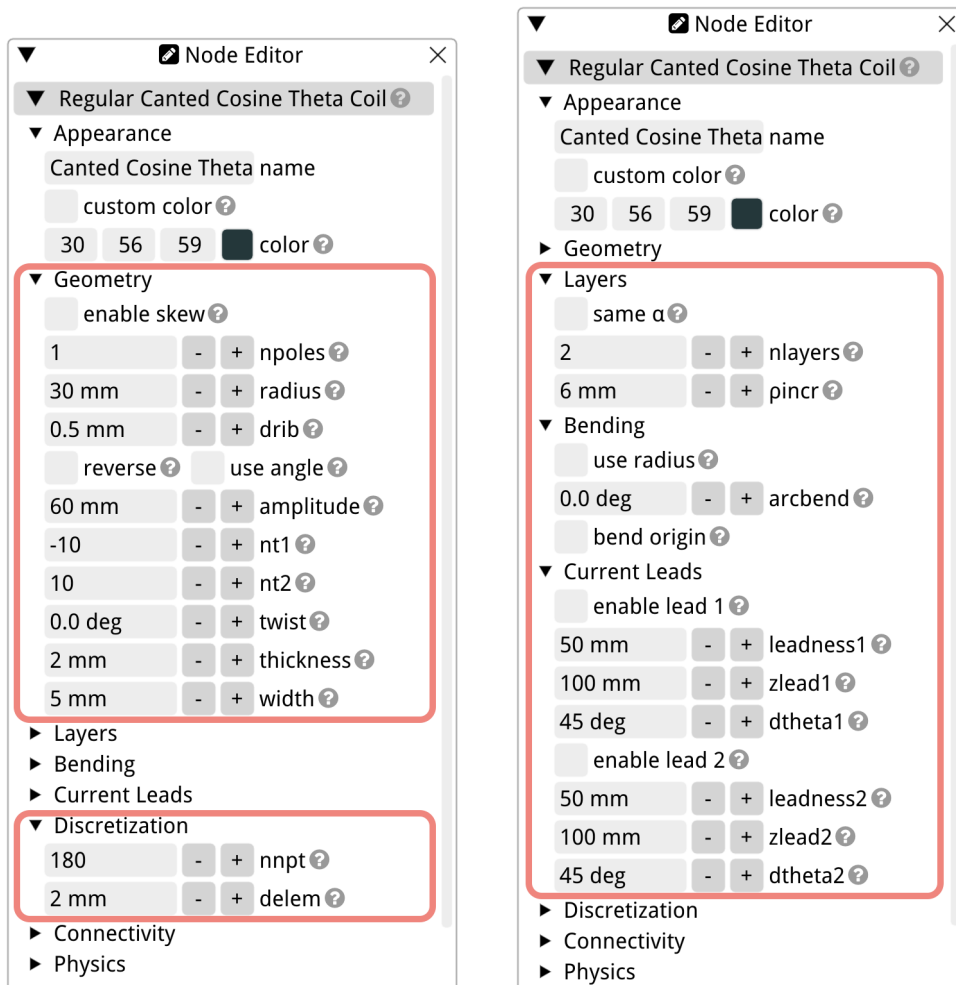 Node Editor
Regular Canted Cosine Theta Coil ?
Appearance
Canted Cosine Theta name
custom color ?
30 56 59 color ?
Geometry
enable skew ?
1 - + npoles ?
30 mm - + radius ?
0.5 mm - + drib ?
reverse ? use angle ?
60 mm - + amplitude ?
-10 - + nt1 ?
10 - + nt2 ?
0.0 deg - + twist ?
2 mm - + thickness ?
5 mm - + width ?
Layers
Bending
Current Leads
Discretization
180 - + nnpt ?
2 mm - + delem ?
Connectivity
Physics
Node Editor
Regular Canted Cosine Theta Coil ?
Appearance
Canted Cosine Theta name
custom color ?
30 56 59 color ?
Geometry
Layers
same α ?
2 - + nlayers ?
6 mm - + ρincr ?
Bending
use radius ?
0.0 deg - + arcbend ?
bend origin ?
Current Leads
enable lead 1 ?
50 mm - + leadness1 ?
100 mm - + zlead1 ?
45 deg - + dtheta1 ?
enable lead 2 ?
50 mm - + leadness2 ?
100 mm - + zlead2 ?
45 deg - + dtheta2 ?
Discretization
Connectivity
Physics